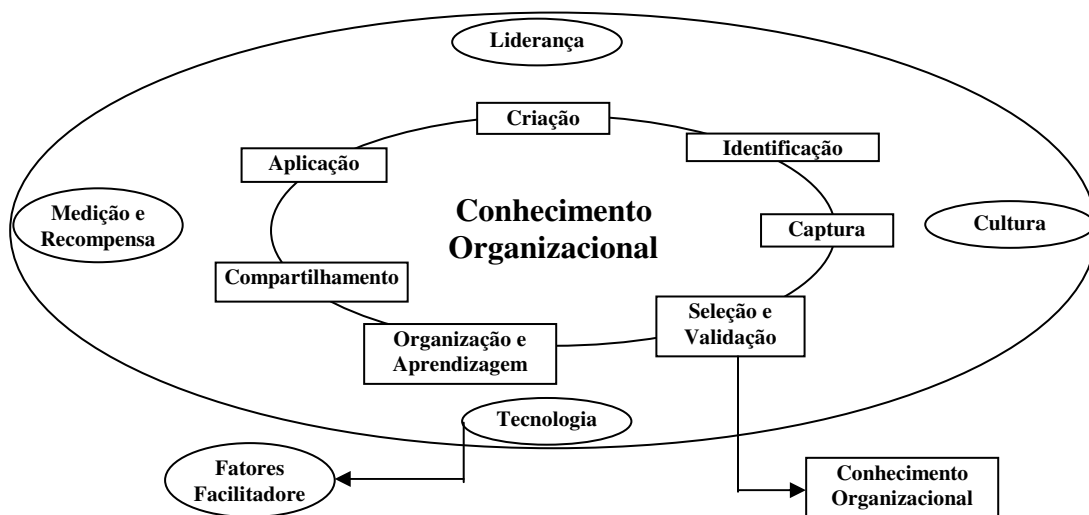 Liderança
Criação
Identificação
Aplicação
Medição e
Recompensa
Conhecimento
Organizacional
Captura
Cultura
Compartilhamento
Seleção e
Validação
Organização e
Aprendizagem
Tecnologia
Fatores
Facilitadore
Conhecimento
Organizacional